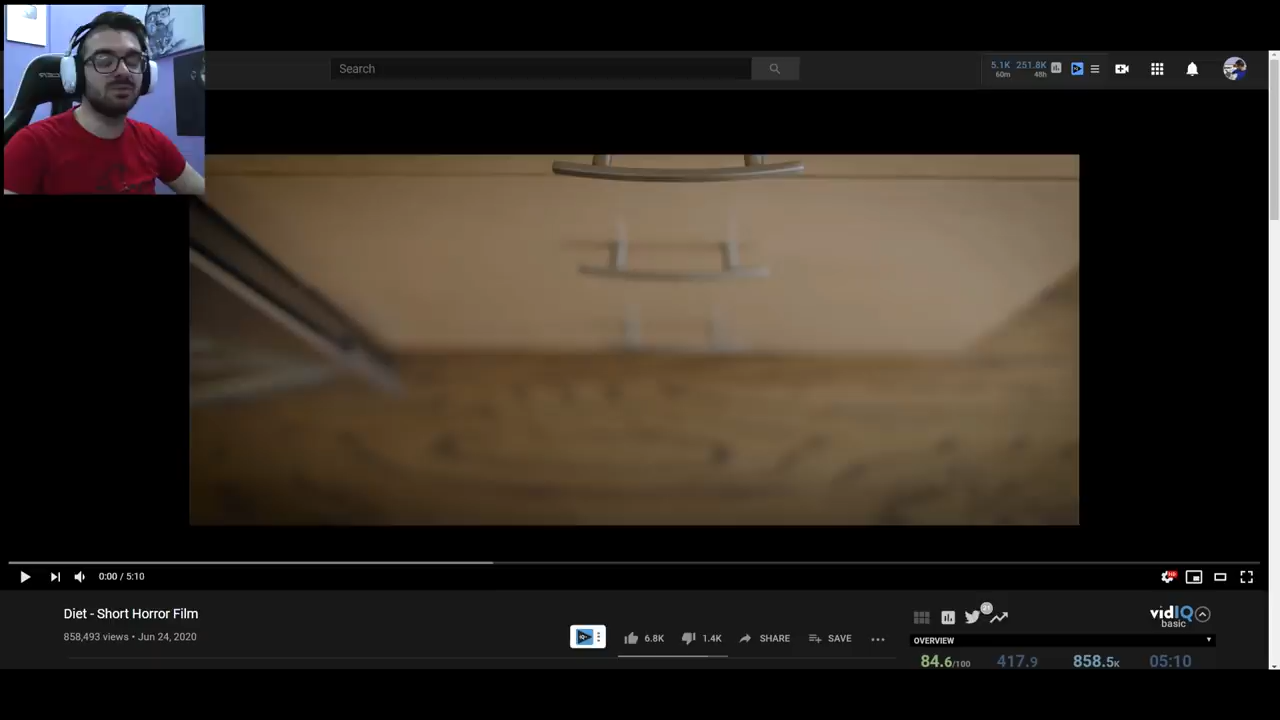 Search
5.1K 251.8K
60m 48h
0:00 / 5:10
HD
Diet - Short Horror Film
858,493 views • Jun 24, 2020
6.8K
1.4K
SHARE
SAVE
21
vidIQ
basic
OVERVIEW
84.6/100
417.9
858.5K
05:10